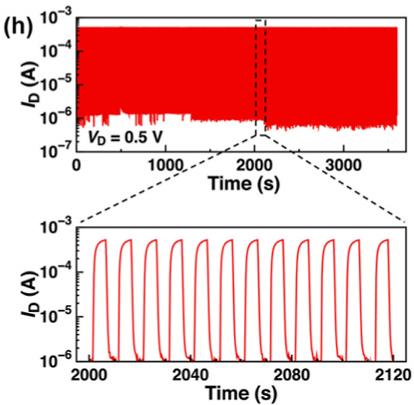 (h)
I_D (A)
10⁻³
10⁻⁴
10⁻⁵
10⁻⁶
10⁻⁷
V_D = 0.5 V
0 1000 2000 3000
Time (s)
I_D (A)
10⁻³
10⁻⁴
10⁻⁵
10⁻⁶
2000 2040 2080 2120
Time (s)